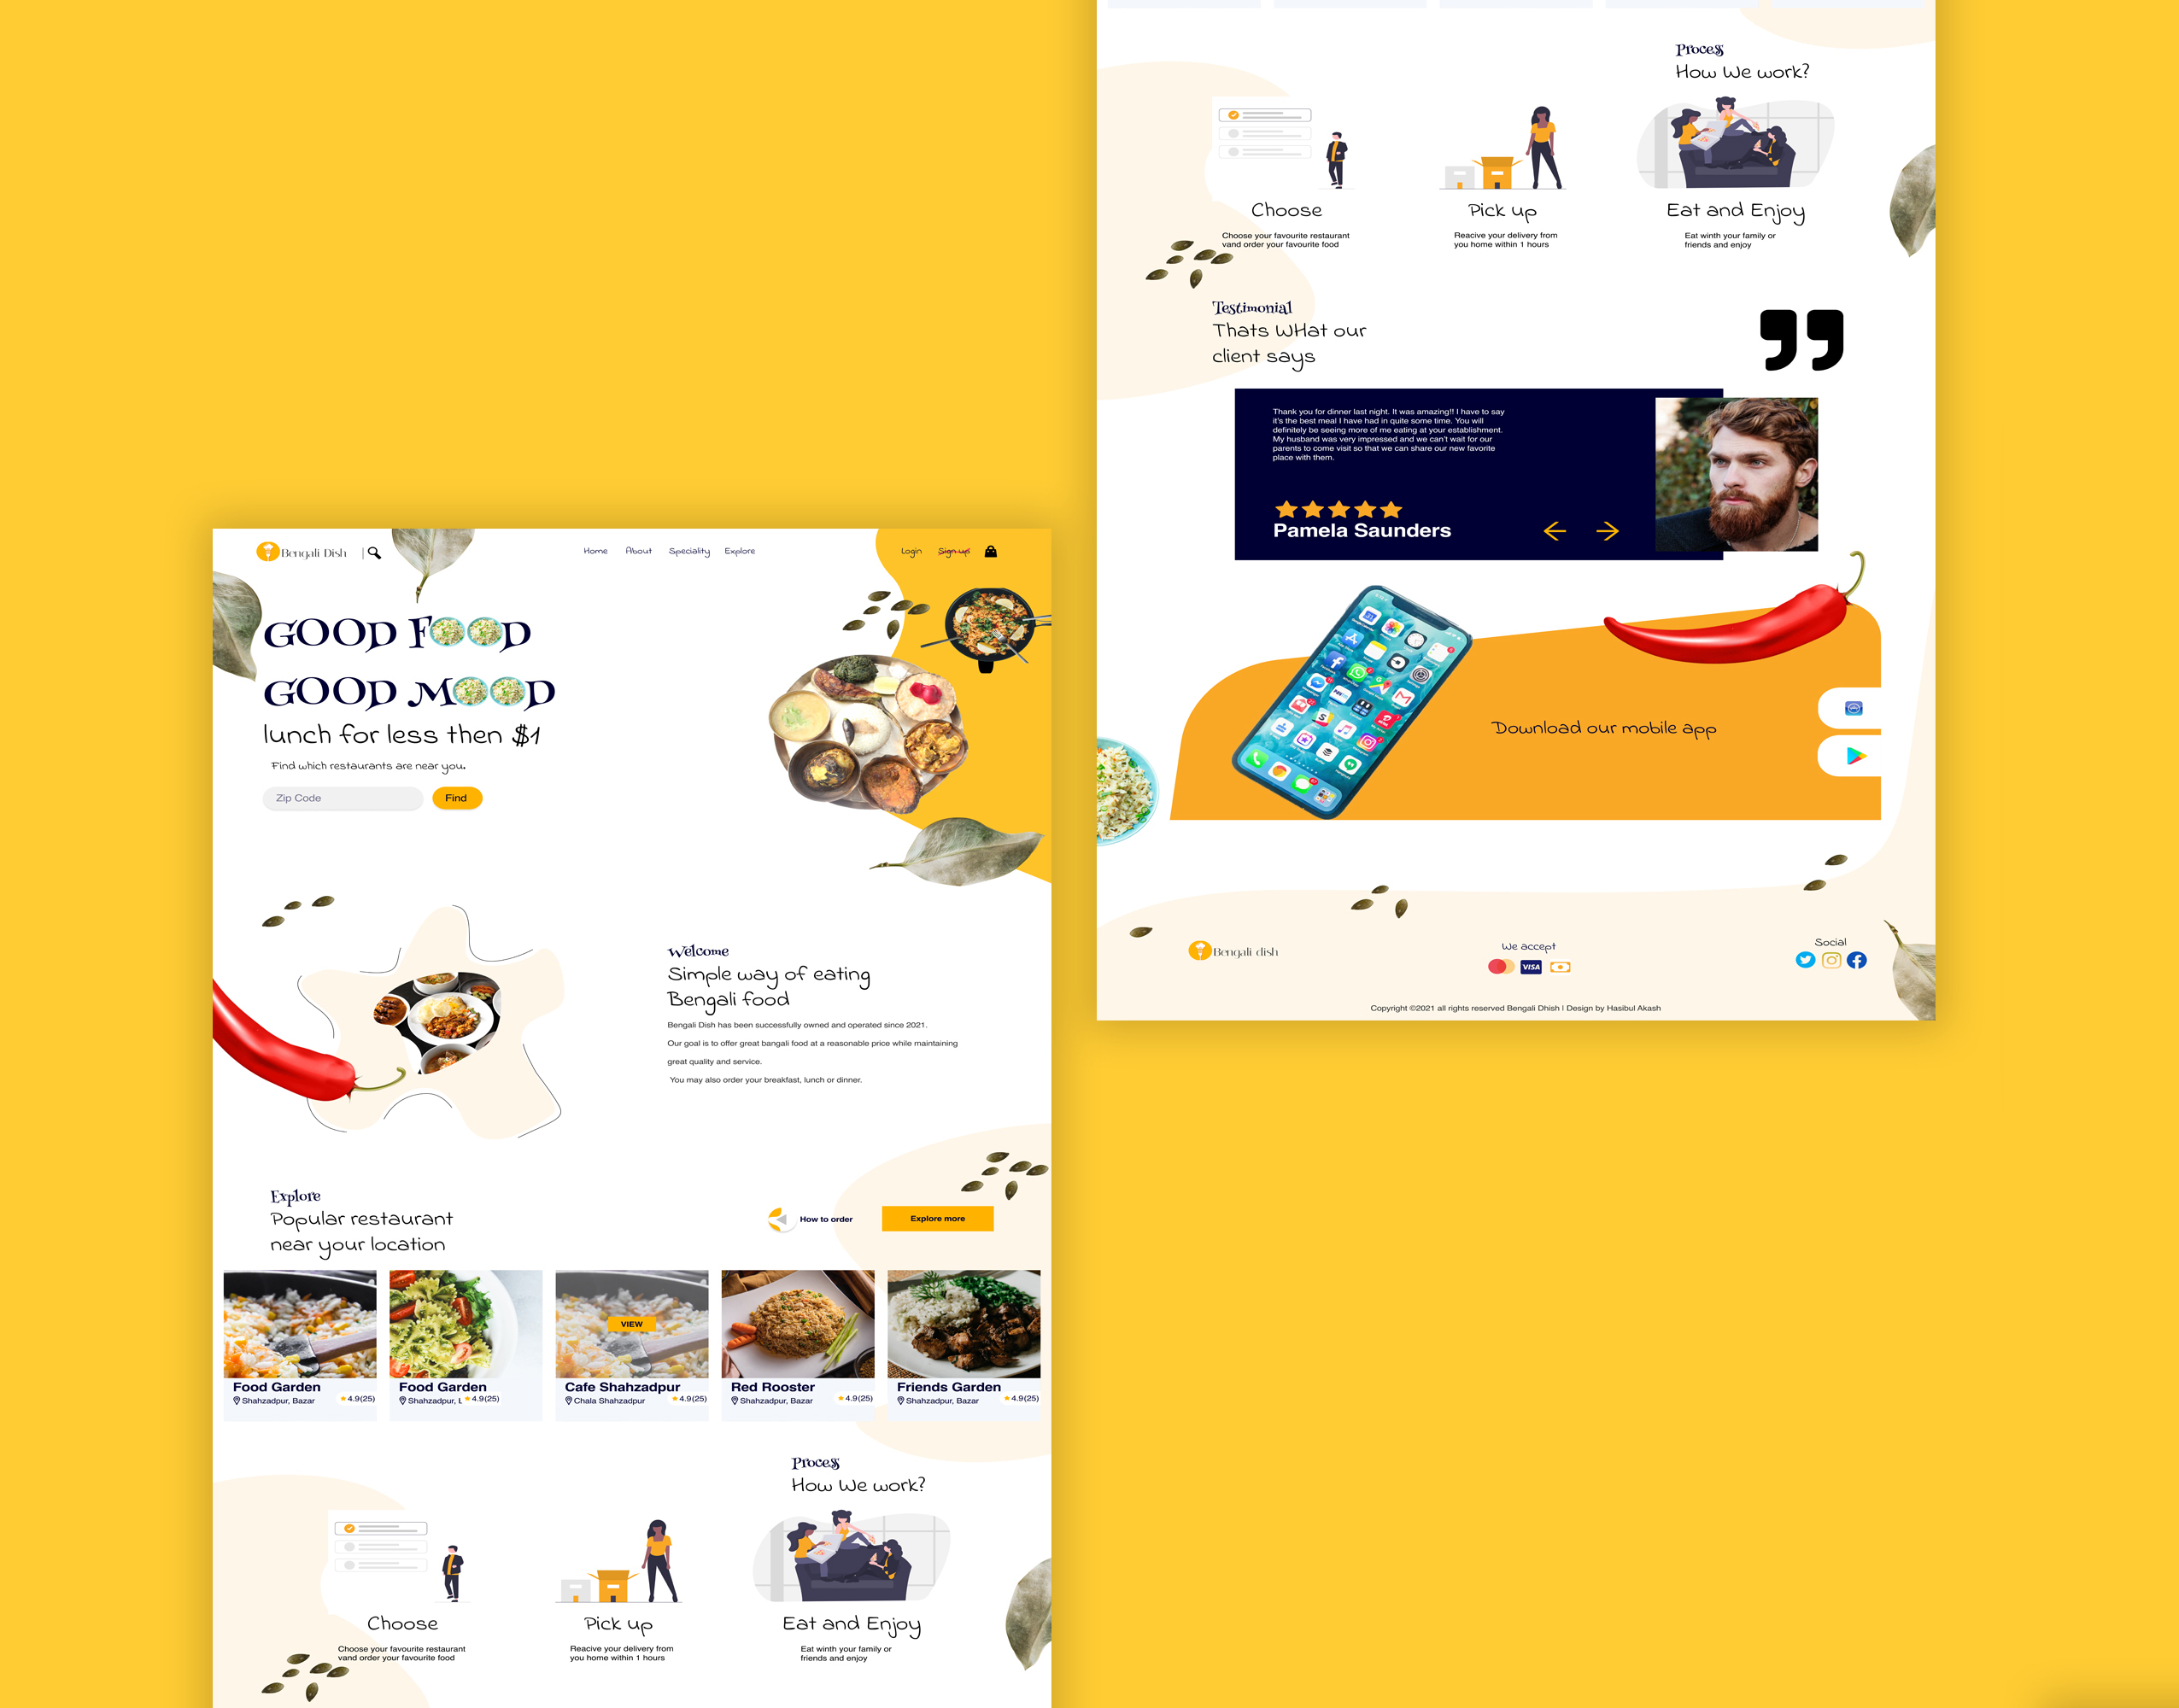 Bengali Dish
Home About Speciality Explore
Login Sign up
GOOD FOOD
GOOD MOOD
lunch for less then $1
Find which restaurants are near you.
Zip Code
Find
Welcome
Simple way of eating
Bengali food
Bengali Dish has been successfully owned and operated since 2021.
Our goal is to offer great bangali food at a reasonable price while maintaining
great quality and service.
You may also order your breakfast, lunch or dinner.
Explore
Popular restaurant
near your location
How to order
Explore more
VIEW
Food Garden
Shahzadpur, Bazar
4.9(25)
Food Garden
Shahzadpur,
4.9(25)
Cafe Shahzadpur
Chala Shahzadpur
4.9(25)
Red Rooster
Shahzadpur, Bazar
4.9(25)
Friends Garden
Shahzadpur, Bazar
4.9(25)
Process
How We work?
Choose
Choose your favourite restaurant
vand order your favourite food
Pick up
Reacive your delivery from
you home within 1 hours
Eat and Enjoy
Eat winth your family or
friends and enjoy
Process
How We work?
Choose
Choose your favourite restaurant
vand order your favourite food
Pick up
Reacive your delivery from
you home within 1 hours
Eat and Enjoy
Eat winth your family or
friends and enjoy
Testimonial
Thats WHat our
client says
Thank you for dinner last night. It was amazing!! I have to say
it's the best meal I have had in quite some time. You will
definitely be seeing more of me eating at your establishment.
My husband was very impressed and we can't wait for our
parents to come visit so that we can share our new favorite
place with them.
Pamela Saunders
Download our mobile app
Bengali dish
We accept
VISA
Social
Copyright ©2021 all rights reserved Bengali Dhish | Design by Hasibul Akash